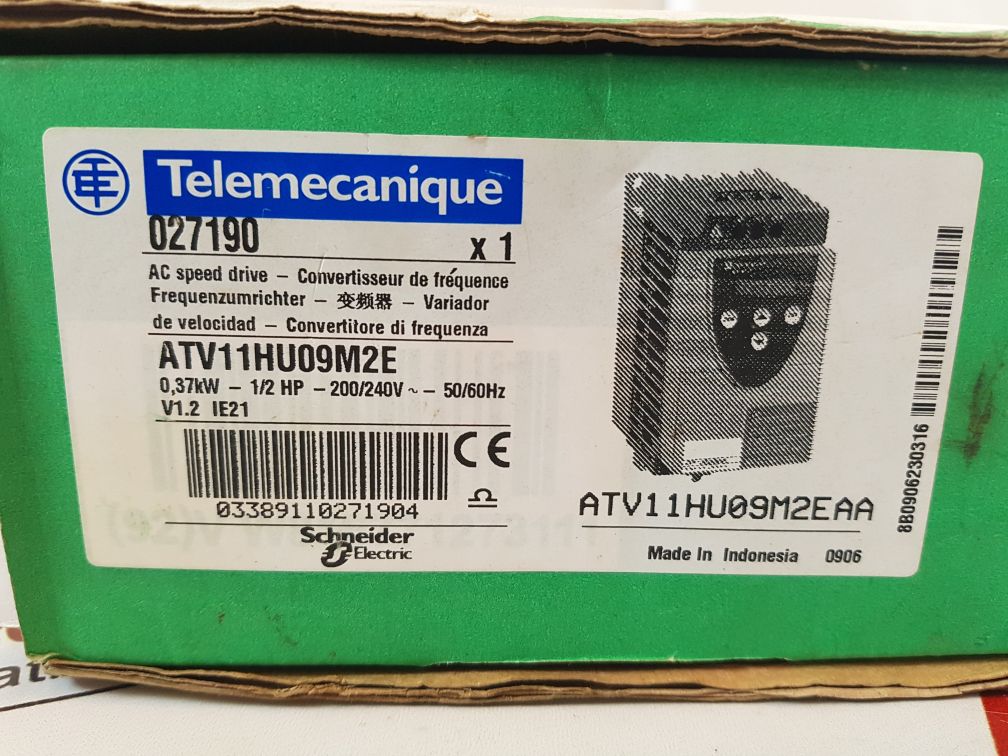 Telemecanique
027190 x 1
AC speed drive – Convertisseur de fréquence
Frequenzumrichter – 变频器 – Variador
de velocidad – Convertitore di frequenza
ATV11HU09M2E
0,37kW – 1/2 HP – 200/240V ~ – 50/60Hz
V1.2 IE21
CE
03389110271904
Schneider
Electric
ATV11HU09M2EAA
Made In Indonesia 0906
8B0906230316